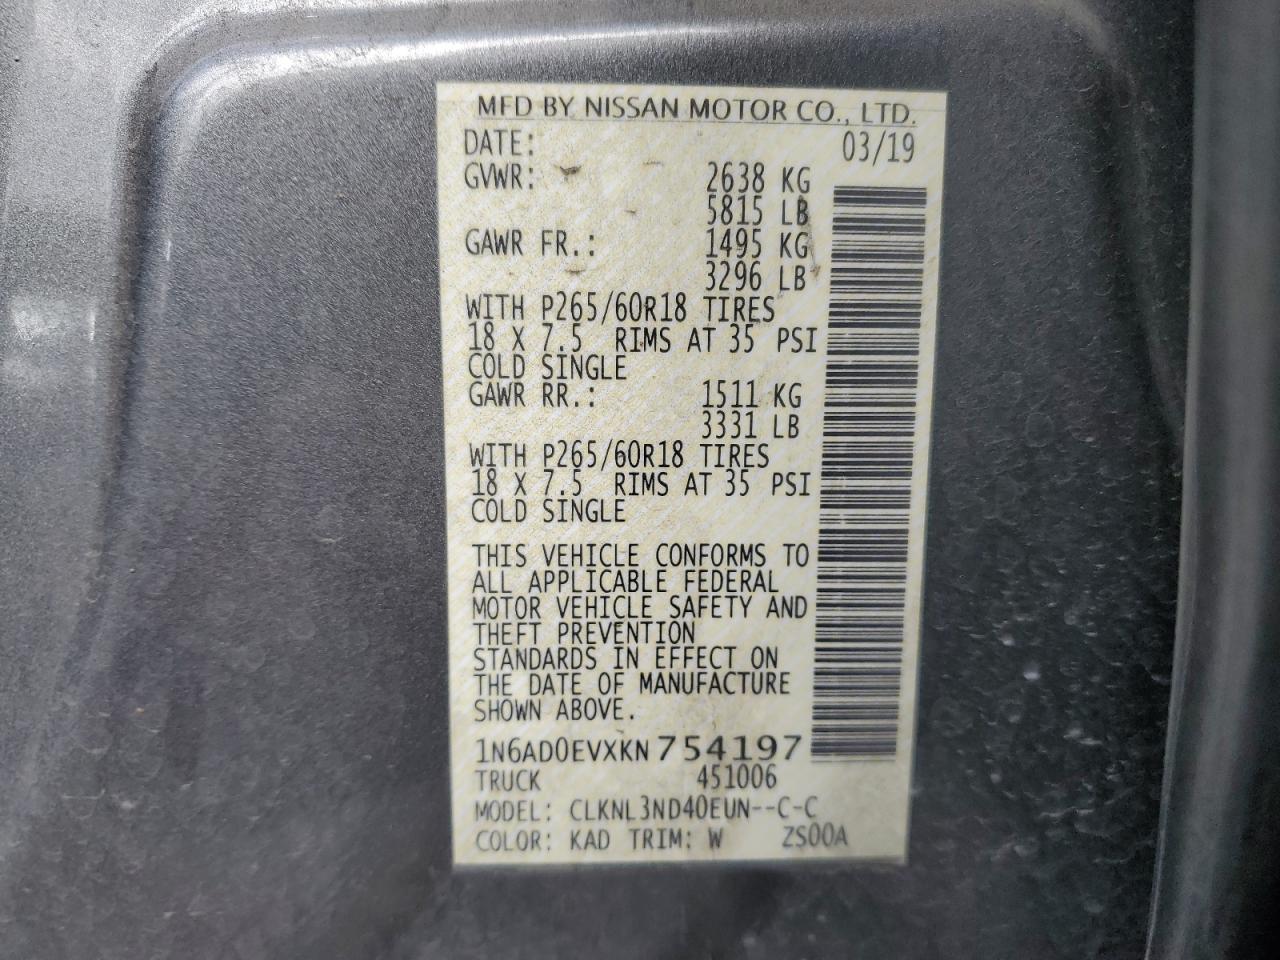 MFD BY NISSAN MOTOR CO., LTD.
DATE: 03/19
GVWR: 2638 KG
5815 LB
GAWR FR.: 1495 KG
3296 LB
WITH P265/60R18 TIRES
18 X 7.5 RIMS AT 35 PSI
COLD SINGLE
GAWR RR.: 1511 KG
3331 LB
WITH P265/60R18 TIRES
18 X 7.5 RIMS AT 35 PSI
COLD SINGLE
THIS VEHICLE CONFORMS TO
ALL APPLICABLE FEDERAL
MOTOR VEHICLE SAFETY AND
THEFT PREVENTION
STANDARDS IN EFFECT ON
THE DATE OF MANUFACTURE
SHOWN ABOVE.
1N6AD0EVXKN754197
TRUCK 451006
MODEL: CLKNL3ND40EUN--C-C
COLOR: KAD TRIM: W ZS00A